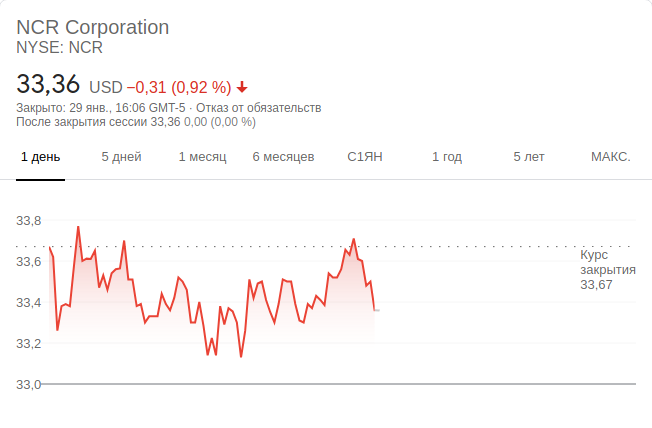 NCR Corporation
NYSE: NCR
33,36 USD −0,31 (0,92 %)
Закрыто: 29 янв., 16:06 GMT-5 · Отказ от обязательств
После закрытия сессии 33,36 0,00 (0,00 %)
1 день 5 дней 1 месяц 6 месяцев С1ЯН 1 год 5 лет МАКС.
33,8
33,6
33,4
33,2
33,0
Курс
закрытия
33,67